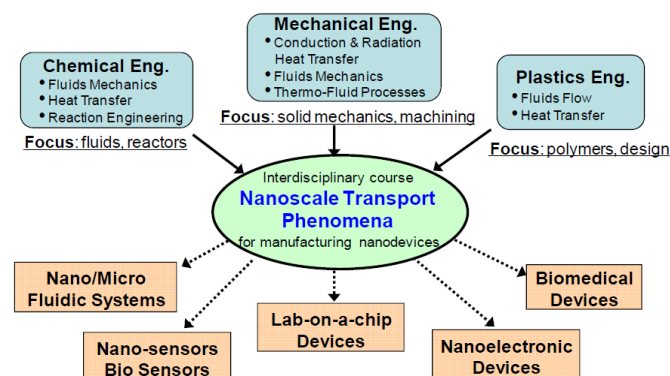 Mechanical Eng.
• Conduction & Radiation
Heat Transfer
• Fluids Mechanics
• Thermo-Fluid Processes
Focus: solid mechanics, machining
Chemical Eng.
• Fluids Mechanics
• Heat Transfer
• Reaction Engineering
Focus: fluids, reactors
Plastics Eng.
• Fluids Flow
• Heat Transfer
Focus: polymers, design
Interdisciplinary course
Nanoscale Transport
Phenomena
for manufacturing nanodevices
Nano/Micro
Fluidic Systems
Nano-sensors
Bio Sensors
Lab-on-a-chip
Devices
Nanoelectronic
Devices
Biomedical
Devices